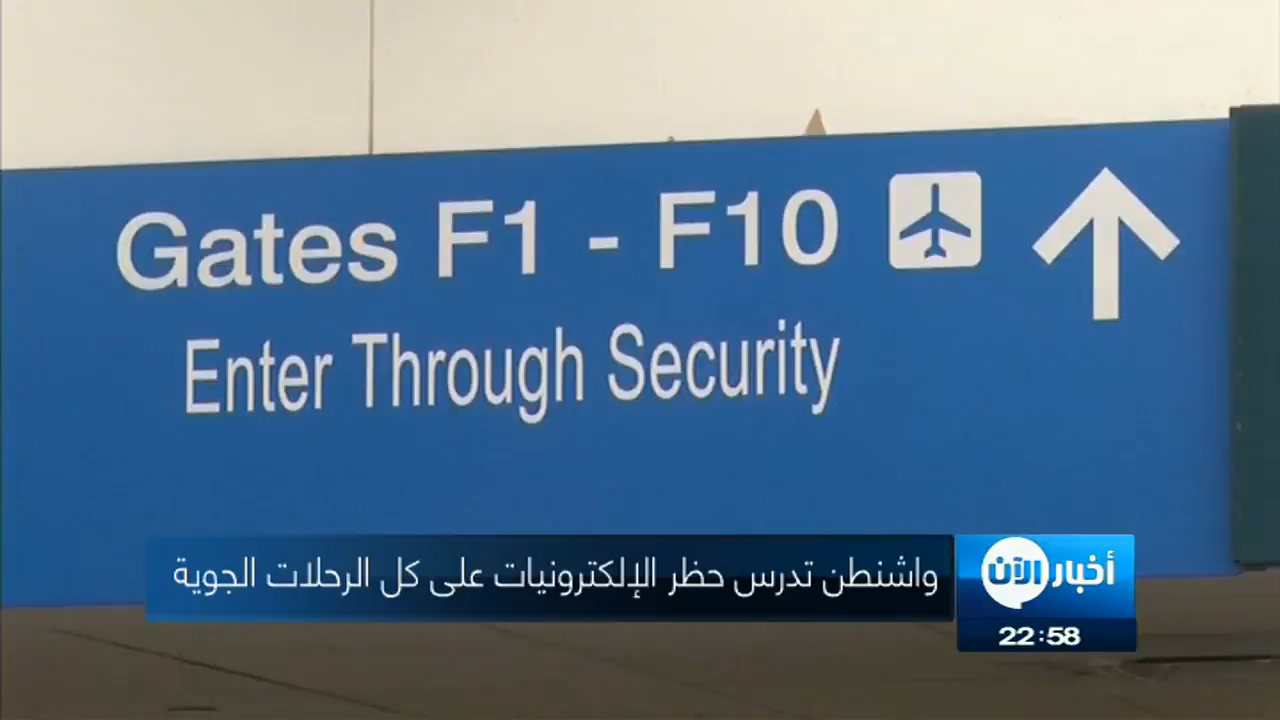 Gates F1 - F10
Enter Through Security
واشنطن تدرس حظر الإلكترونيات على كل الرحلات الجوية
أخبار الآن
22:58